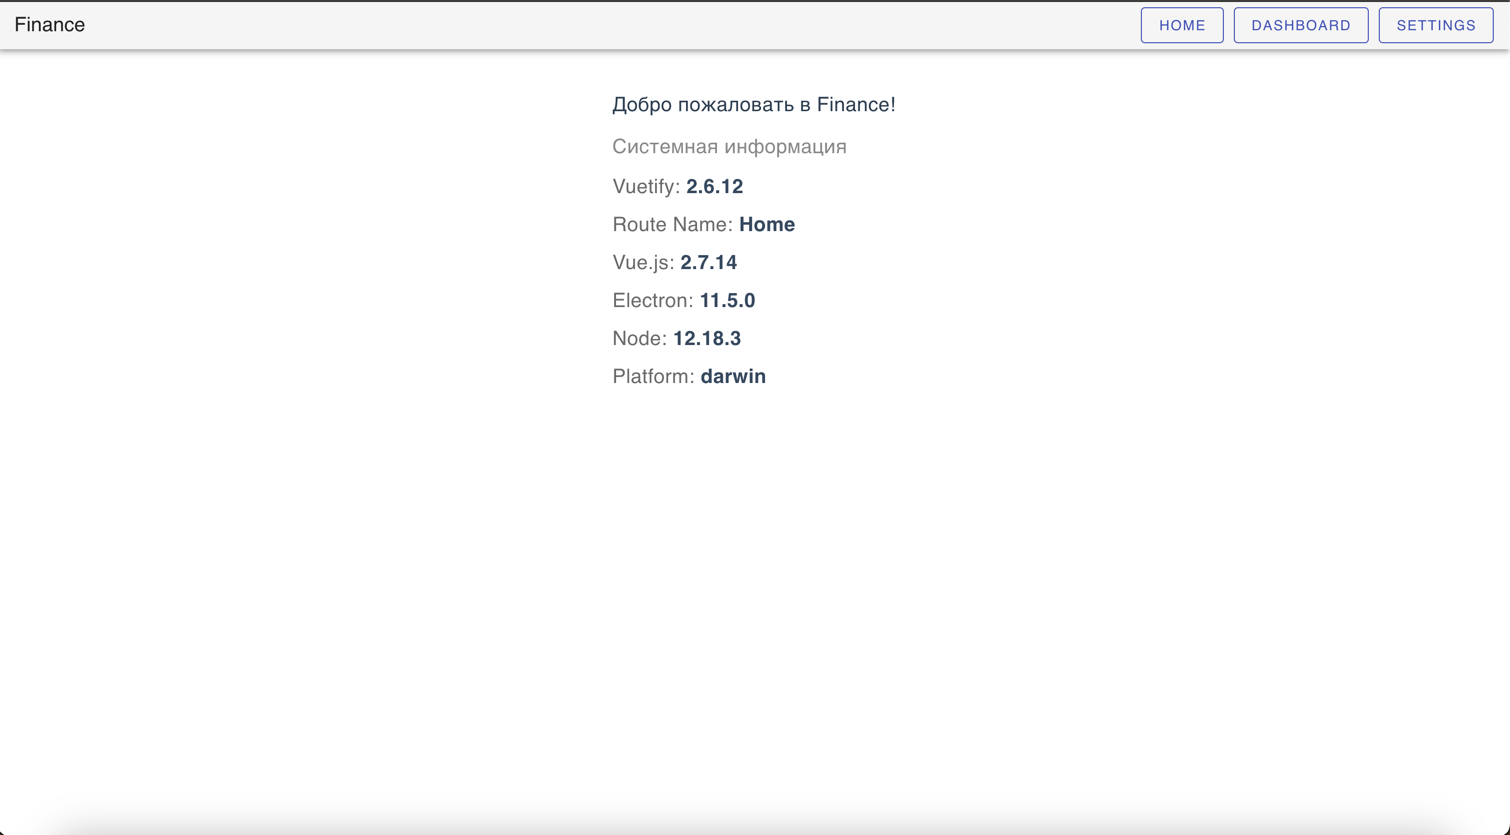 Finance
HOME
DASHBOARD
SETTINGS
Добро пожаловать в Finance!
Системная информация
Vuetify: 2.6.12
Route Name: Home
Vue.js: 2.7.14
Electron: 11.5.0
Node: 12.18.3
Platform: darwin